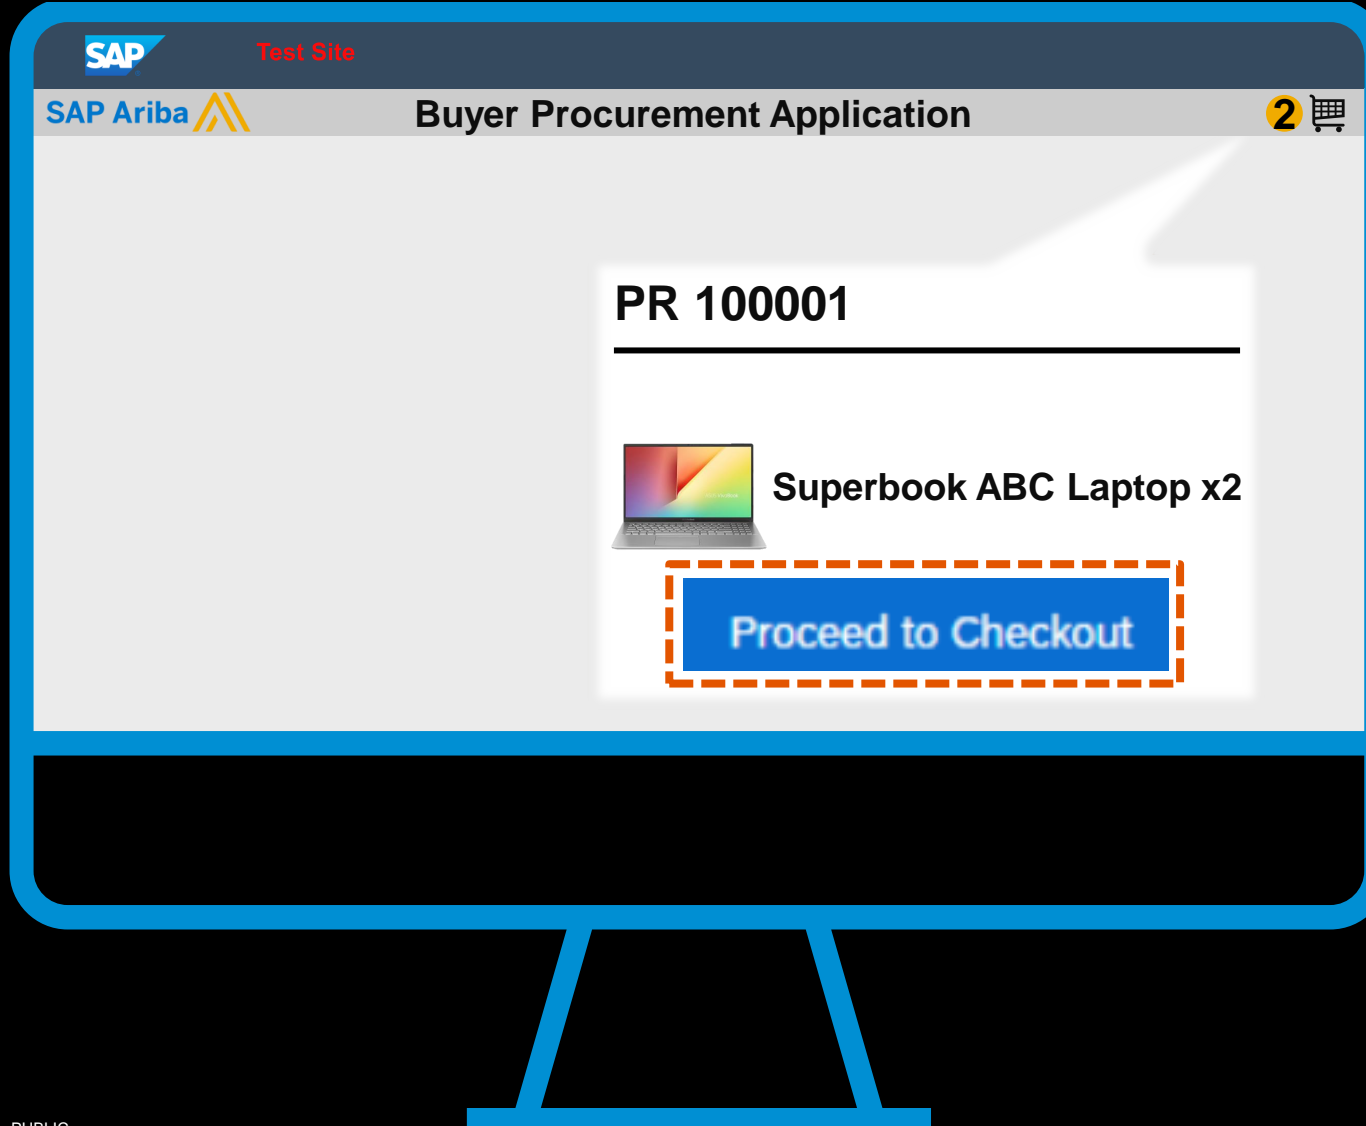 SAP
Test Site
SAP Ariba
Buyer Procurement Application
2
PR 100001
Superbook ABC Laptop x2
Proceed to Checkout